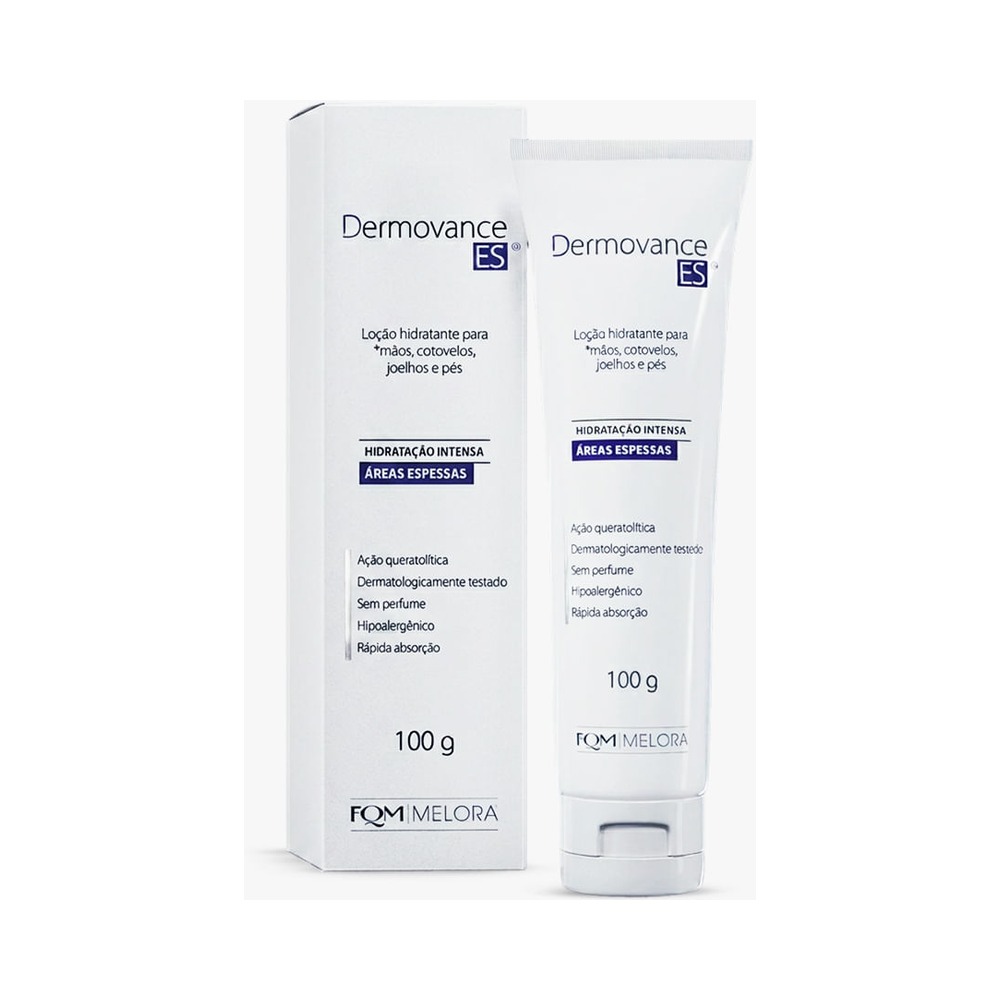 Dermovance
ES
Loção hidratante para
*mãos, cotovelos,
joelhos e pés
HIDRATAÇÃO INTENSA
ÁREAS ESPESSAS
Ação queratolítica
Dermatologicamente testado
Sem perfume
Hipoalergênico
Rápida absorção
100 g
FQM|MELORA
Dermovance
ES
Loção hidratante para
*mãos, cotovelos,
joelhos e pés
HIDRATAÇÃO INTENSA
ÁREAS ESPESSAS
Ação queratolítica
Dermatologicamente testado
Sem perfume
Hipoalergênico
Rápida absorção
100 g
FQM|MELORA